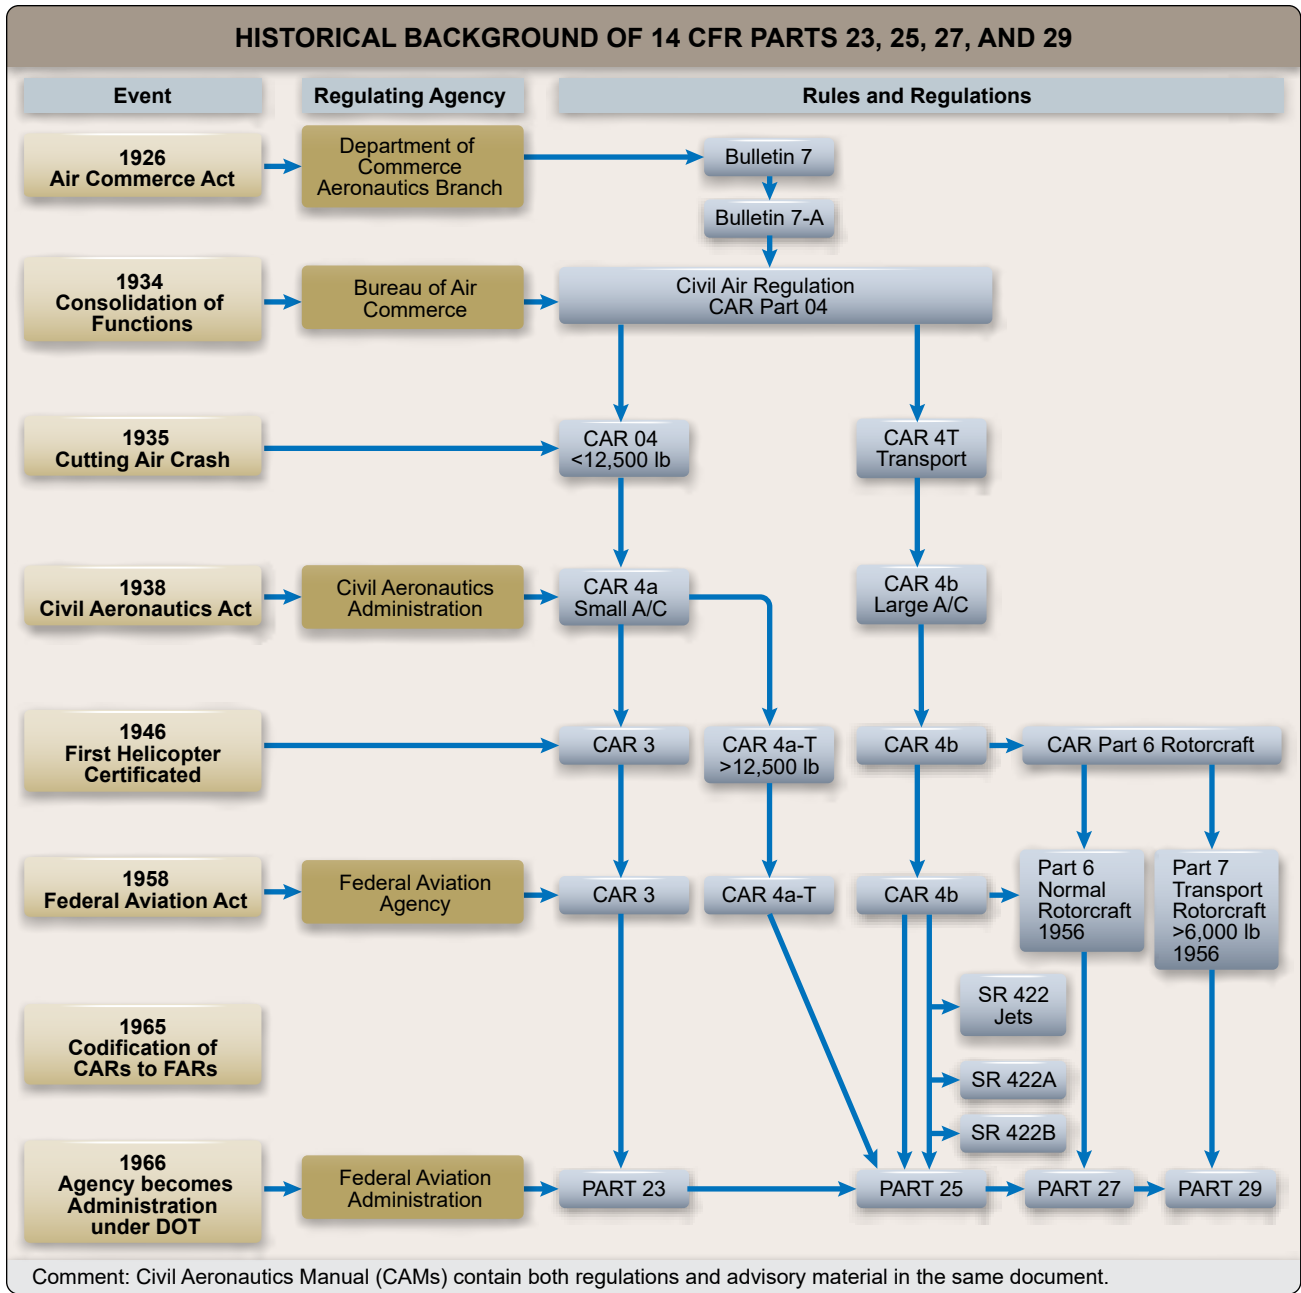 HISTORICAL BACKGROUND OF 14 CFR PARTS 23, 25, 27, AND 29
Event
Regulating Agency
Rules and Regulations
1926
Air Commerce Act
Department of
Commerce
Aeronautics Branch
Bulletin 7
Bulletin 7-A
1934
Consolidation of
Functions
Bureau of Air
Commerce
Civil Air Regulation
CAR Part 04
1935
Cutting Air Crash
CAR 04
<12,500 lb
CAR 4T
Transport
1938
Civil Aeronautics Act
Civil Aeronautics
Administration
CAR 4a
Small A/C
CAR 4b
Large A/C
1946
First Helicopter
Certificated
CAR 3
CAR 4a-T
>12,500 lb
CAR 4b
CAR Part 6 Rotorcraft
1958
Federal Aviation Act
Federal Aviation
Agency
CAR 3
CAR 4a-T
CAR 4b
Part 6
Normal
Rotorcraft
1956
Part 7
Transport
Rotorcraft
>6,000 lb
1956
SR 422
Jets
1965
Codification of
CARs to FARs
SR 422A
SR 422B
1966
Agency becomes
Administration
under DOT
Federal Aviation
Administration
PART 23
PART 25
PART 27
PART 29
Comment: Civil Aeronautics Manual (CAMs) contain both regulations and advisory material in the same document.